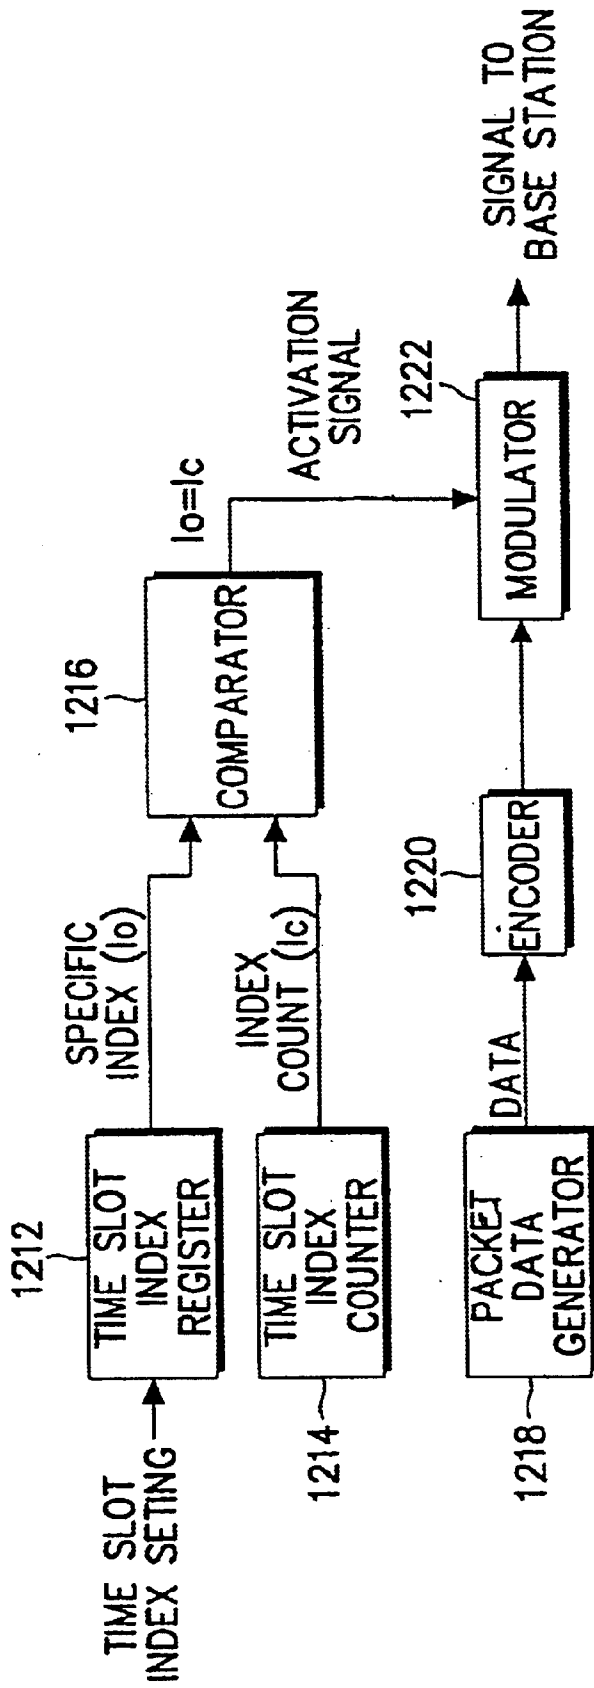 TIME SLOT
INDEX SETING
1212
TIME SLOT
INDEX
REGISTER
SPECIFIC
INDEX (Io)
1214
TIME SLOT
INDEX
COUNTER
INDEX
COUNT (Ic)
1216
COMPARATOR
Io=Ic
ACTIVATION
SIGNAL
1218
PACKET
DATA
GENERATOR
DATA
1220
ENCODER
1222
MODULATOR
SIGNAL TO
BASE STATION